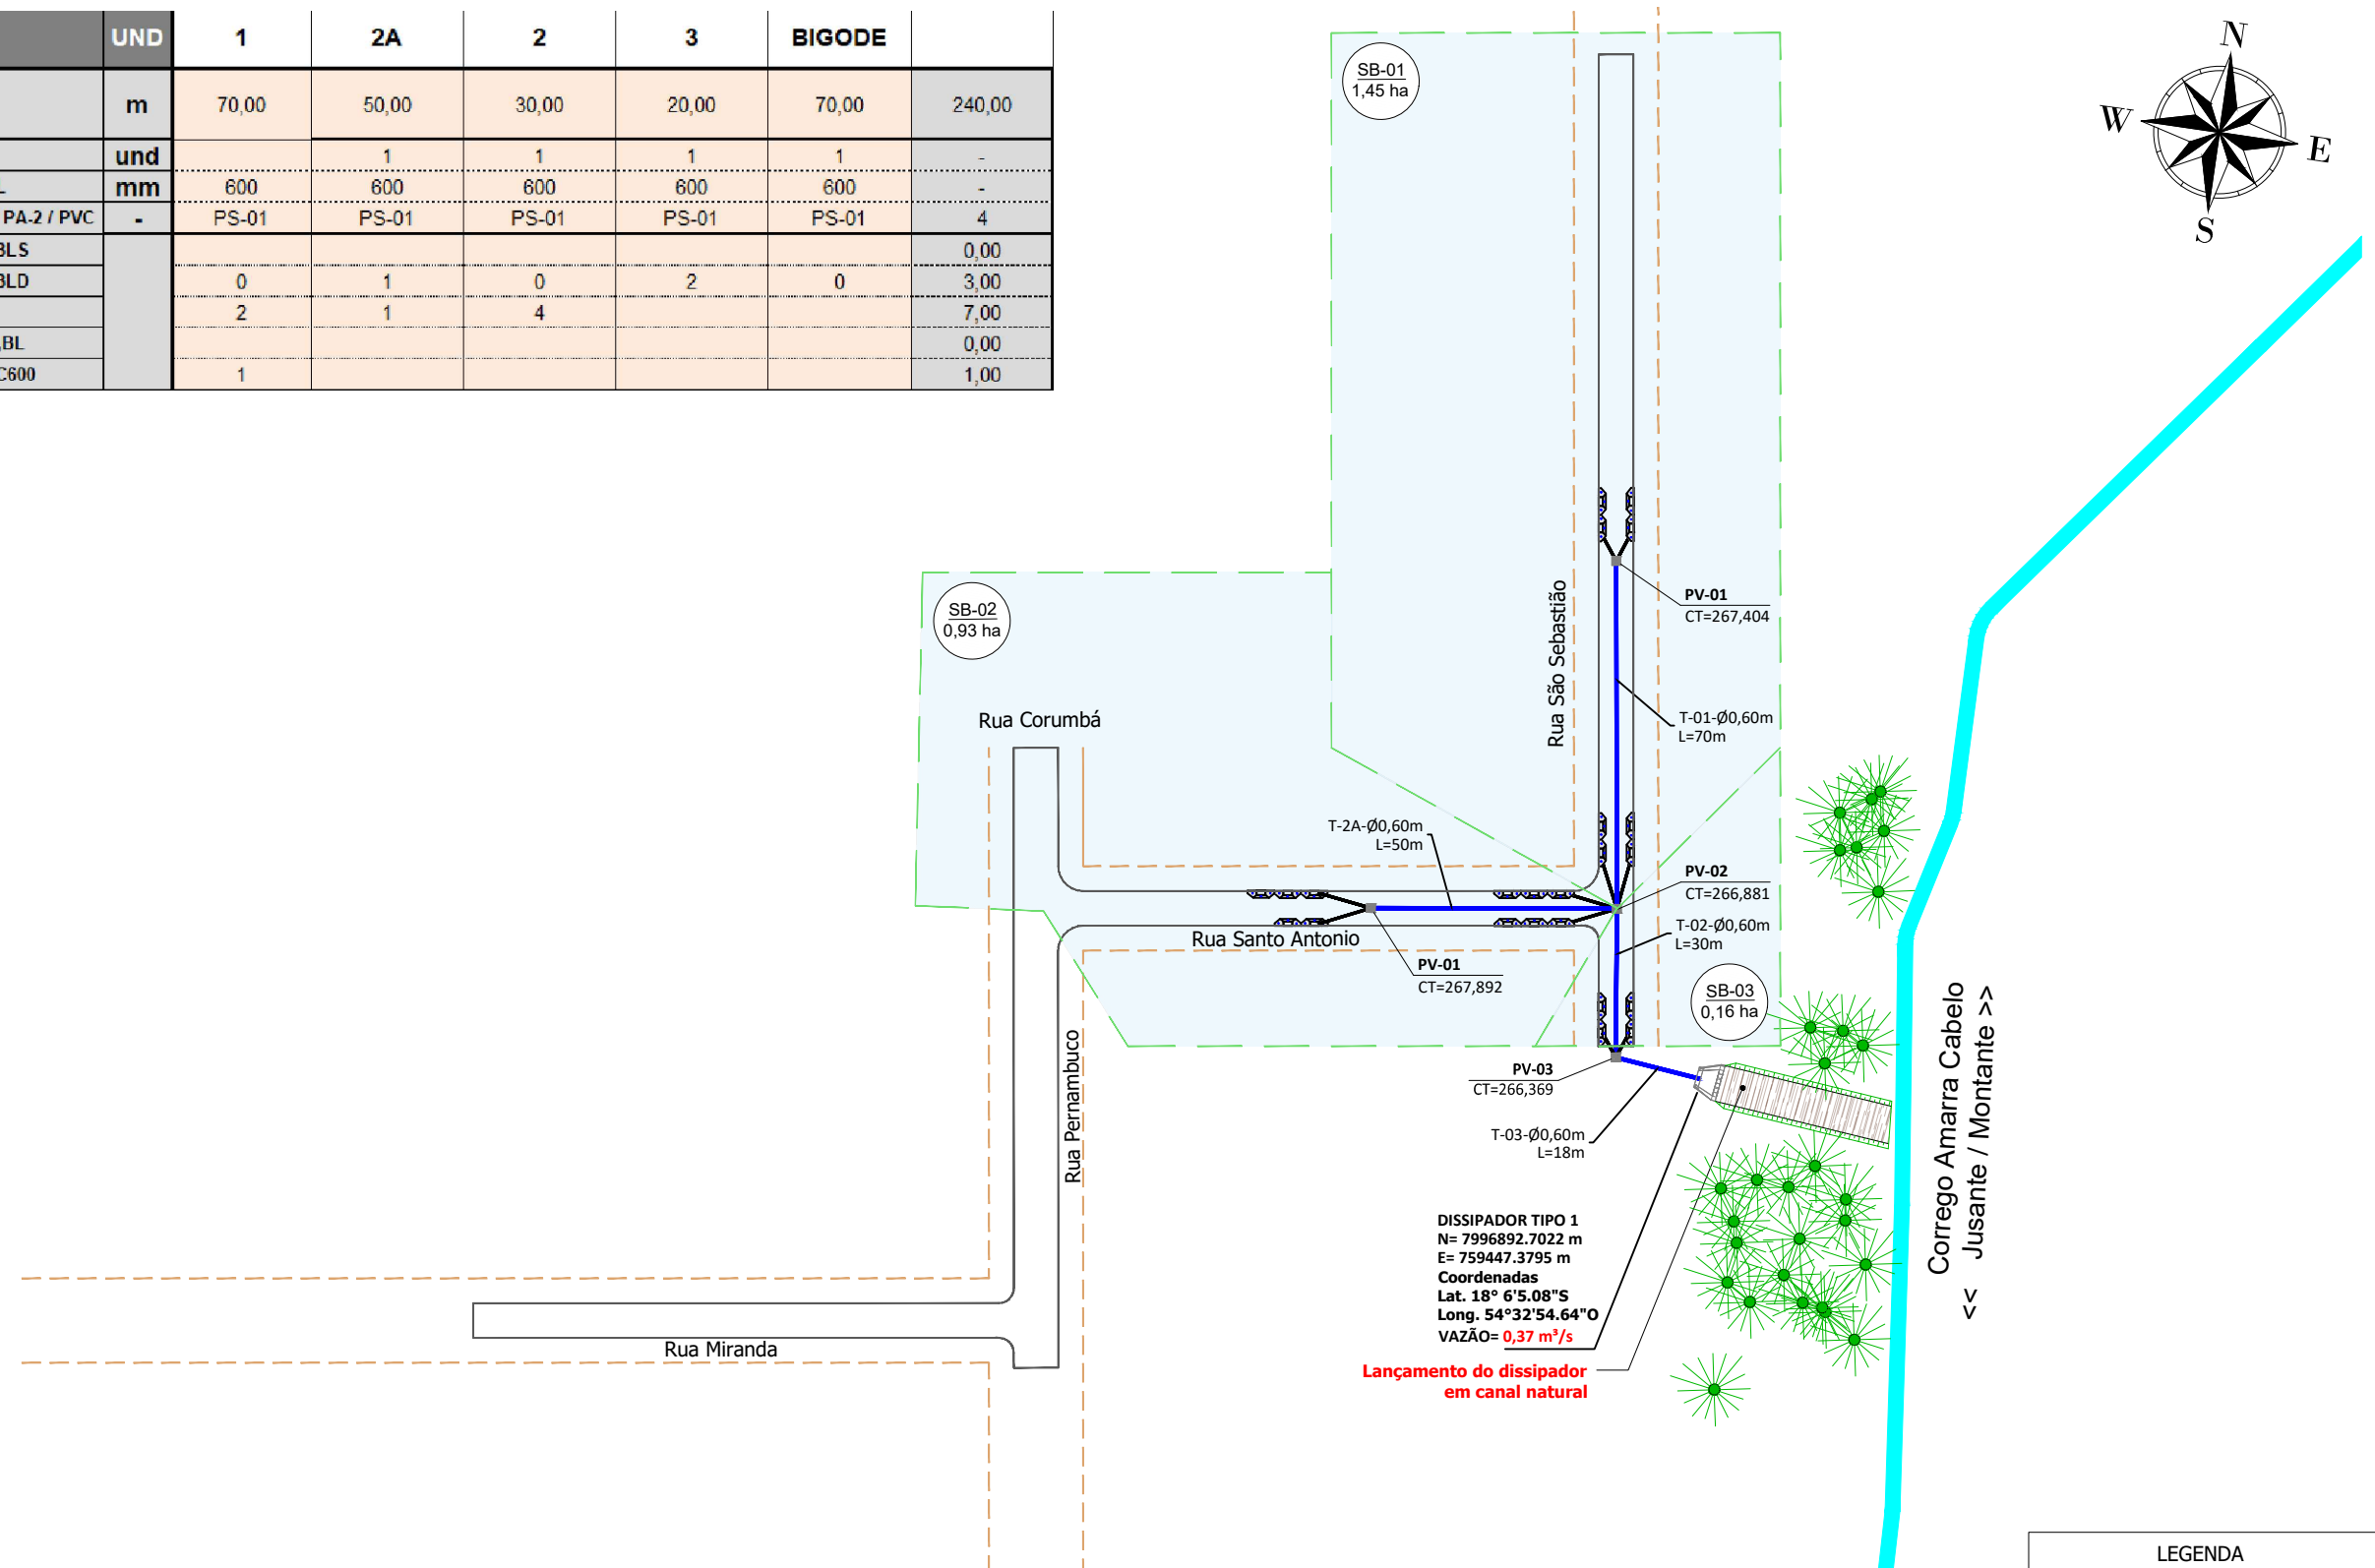 UND 1 2A 2 3 BIGODE
m 70,00 50,00 30,00 20,00 70,00 240,00
und 1 1 1 1 -
mm 600 600 600 600 600 -
PA-2 / PVC - PS-01 PS-01 PS-01 PS-01 PS-01 4
BLS 0,00
BLD 0 1 0 2 0 3,00
2 1 4 7,00
BL 0,00
C600 1 1,00
SB-01
1,45 ha
N
W
E
S
SB-02
0,93 ha
Rua São Sebastião
PV-01
CT=267,404
Rua Corumbá
T-01-Ø0,60m
L=70m
T-2A-Ø0,60m
L=50m
PV-02
CT=266,881
T-02-Ø0,60m
L=30m
Rua Santo Antonio
PV-01
CT=267,892
SB-03
0,16 ha
Rua Pernambuco
PV-03
CT=266,369
T-03-Ø0,60m
L=18m
Corrego Amarra Cabelo
<< Jusante / Montante >>
DISSIPADOR TIPO 1
N= 7996892.7022 m
E= 759447.3795 m
Coordenadas
Lat. 18° 6'5.08"S
Long. 54°32'54.64"O
VAZÃO= 0,37 m³/s
Lançamento do dissipador
em canal natural
Rua Miranda
LEGENDA